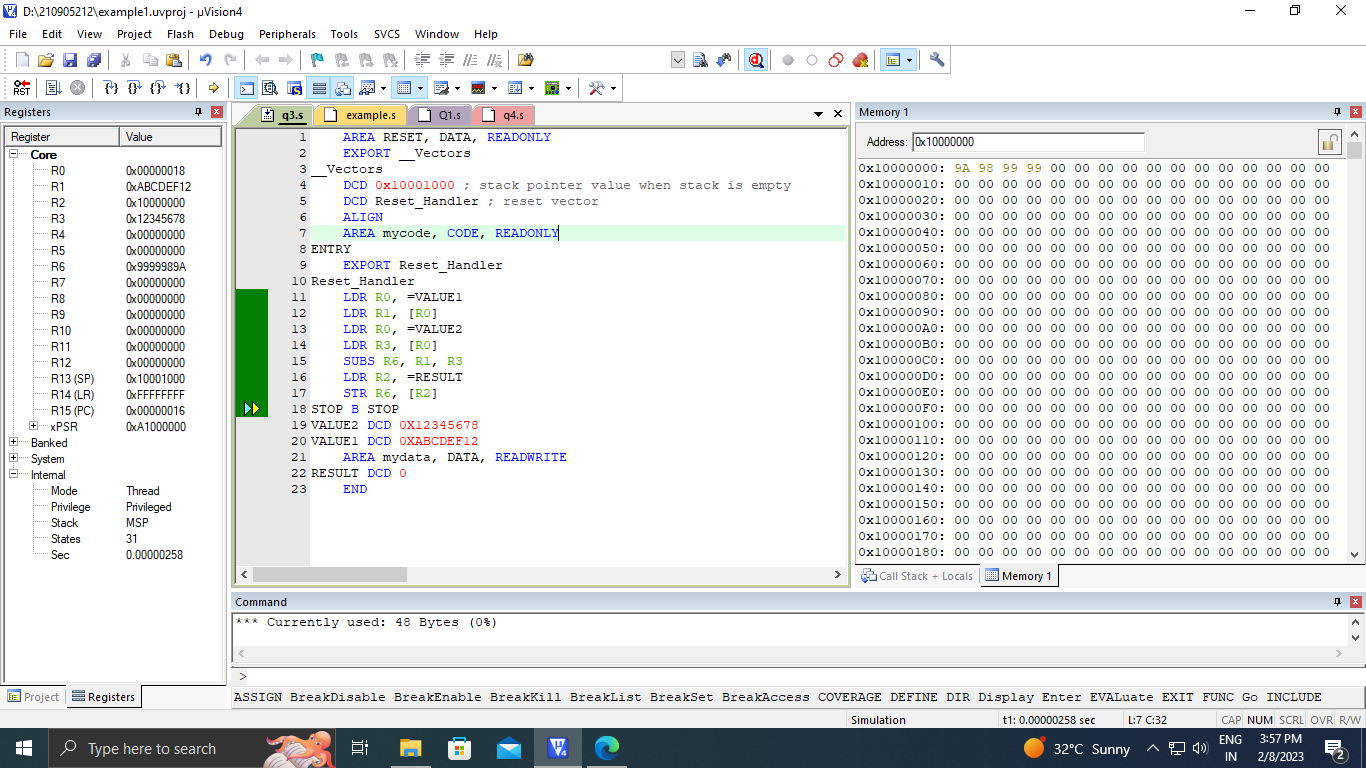 D:\210905212\example1.uvproj - µVision4
File Edit View Project Flash Debug Peripherals Tools SVCS Window Help
RST
Registers
Register Value
Core
R0 0x00000018
R1 0xABCDEF12
R2 0x10000000
R3 0x12345678
R4 0x00000000
R5 0x00000000
R6 0x9999989A
R7 0x00000000
R8 0x00000000
R9 0x00000000
R10 0x00000000
R11 0x00000000
R12 0x00000000
R13 (SP) 0x10001000
R14 (LR) 0xFFFFFFFF
R15 (PC) 0x00000016
xPSR 0xA1000000
Banked
System
Internal
Mode Thread
Privilege Privileged
Stack MSP
States 31
Sec 0.00000258
Project Registers
q3.s example.s Q1.s q4.s
1 AREA RESET, DATA, READONLY
2 EXPORT __Vectors
3 __Vectors
4 DCD 0x10001000 ; stack pointer value when stack is empty
5 DCD Reset_Handler ; reset vector
6 ALIGN
7 AREA mycode, CODE, READONLY
8 ENTRY
9 EXPORT Reset_Handler
10 Reset_Handler
11 LDR R0, =VALUE1
12 LDR R1, [R0]
13 LDR R0, =VALUE2
14 LDR R3, [R0]
15 SUBS R6, R1, R3
16 LDR R2, =RESULT
17 STR R6, [R2]
18 STOP B STOP
19 VALUE2 DCD 0X12345678
20 VALUE1 DCD 0XABCDEF12
21 AREA mydata, DATA, READWRITE
22 RESULT DCD 0
23 END
Memory 1
Address: 0x10000000
0x10000000: 9A 98 99 99 00 00 00 00 00 00 00 00 00 00 00 00
0x10000010: 00 00 00 00 00 00 00 00 00 00 00 00 00 00 00 00
0x10000020: 00 00 00 00 00 00 00 00 00 00 00 00 00 00 00 00
0x10000030: 00 00 00 00 00 00 00 00 00 00 00 00 00 00 00 00
0x10000040: 00 00 00 00 00 00 00 00 00 00 00 00 00 00 00 00
0x10000050: 00 00 00 00 00 00 00 00 00 00 00 00 00 00 00 00
0x10000060: 00 00 00 00 00 00 00 00 00 00 00 00 00 00 00 00
0x10000070: 00 00 00 00 00 00 00 00 00 00 00 00 00 00 00 00
0x10000080: 00 00 00 00 00 00 00 00 00 00 00 00 00 00 00 00
0x10000090: 00 00 00 00 00 00 00 00 00 00 00 00 00 00 00 00
0x100000A0: 00 00 00 00 00 00 00 00 00 00 00 00 00 00 00 00
0x100000B0: 00 00 00 00 00 00 00 00 00 00 00 00 00 00 00 00
0x100000C0: 00 00 00 00 00 00 00 00 00 00 00 00 00 00 00 00
0x100000D0: 00 00 00 00 00 00 00 00 00 00 00 00 00 00 00 00
0x100000E0: 00 00 00 00 00 00 00 00 00 00 00 00 00 00 00 00
0x100000F0: 00 00 00 00 00 00 00 00 00 00 00 00 00 00 00 00
0x10000100: 00 00 00 00 00 00 00 00 00 00 00 00 00 00 00 00
0x10000110: 00 00 00 00 00 00 00 00 00 00 00 00 00 00 00 00
0x10000120: 00 00 00 00 00 00 00 00 00 00 00 00 00 00 00 00
0x10000130: 00 00 00 00 00 00 00 00 00 00 00 00 00 00 00 00
0x10000140: 00 00 00 00 00 00 00 00 00 00 00 00 00 00 00 00
0x10000150: 00 00 00 00 00 00 00 00 00 00 00 00 00 00 00 00
0x10000160: 00 00 00 00 00 00 00 00 00 00 00 00 00 00 00 00
0x10000170: 00 00 00 00 00 00 00 00 00 00 00 00 00 00 00 00
0x10000180: 00 00 00 00 00 00 00 00 00 00 00 00 00 00 00 00
Call Stack + Locals Memory 1
Command
*** Currently used: 48 Bytes (0%)
>
ASSIGN BreakDisable BreakEnable BreakKill BreakList BreakSet BreakAccess COVERAGE DEFINE DIR Display Enter EVALuate EXIT FUNC Go INCLUDE
Simulation t1: 0.00000258 sec L:7 C:32 CAP NUM SCRL OVR R/W
Type here to search
32°C Sunny
ENG
IN
3:57 PM
2/8/2023
2